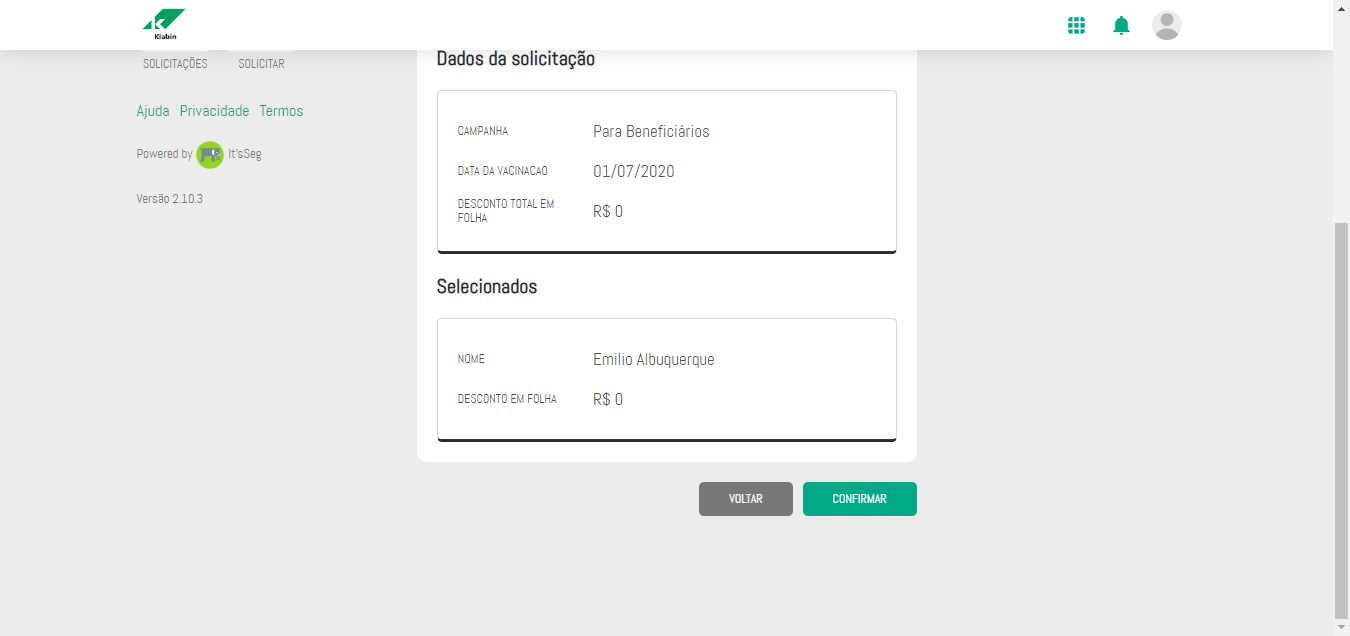 Klabin
SOLICITAÇÕES SOLICITAR
Ajuda Privacidade Termos
Powered by It'sSeg
Versão 2.10.3
Dados da solicitação
CAMPANHA Para Beneficiários
DATA DA VACINACAO 01/07/2020
DESCONTO TOTAL EM
FOLHA R$ 0
Selecionados
NOME Emilio Albuquerque
DESCONTO EM FOLHA R$ 0
VOLTAR CONFIRMAR